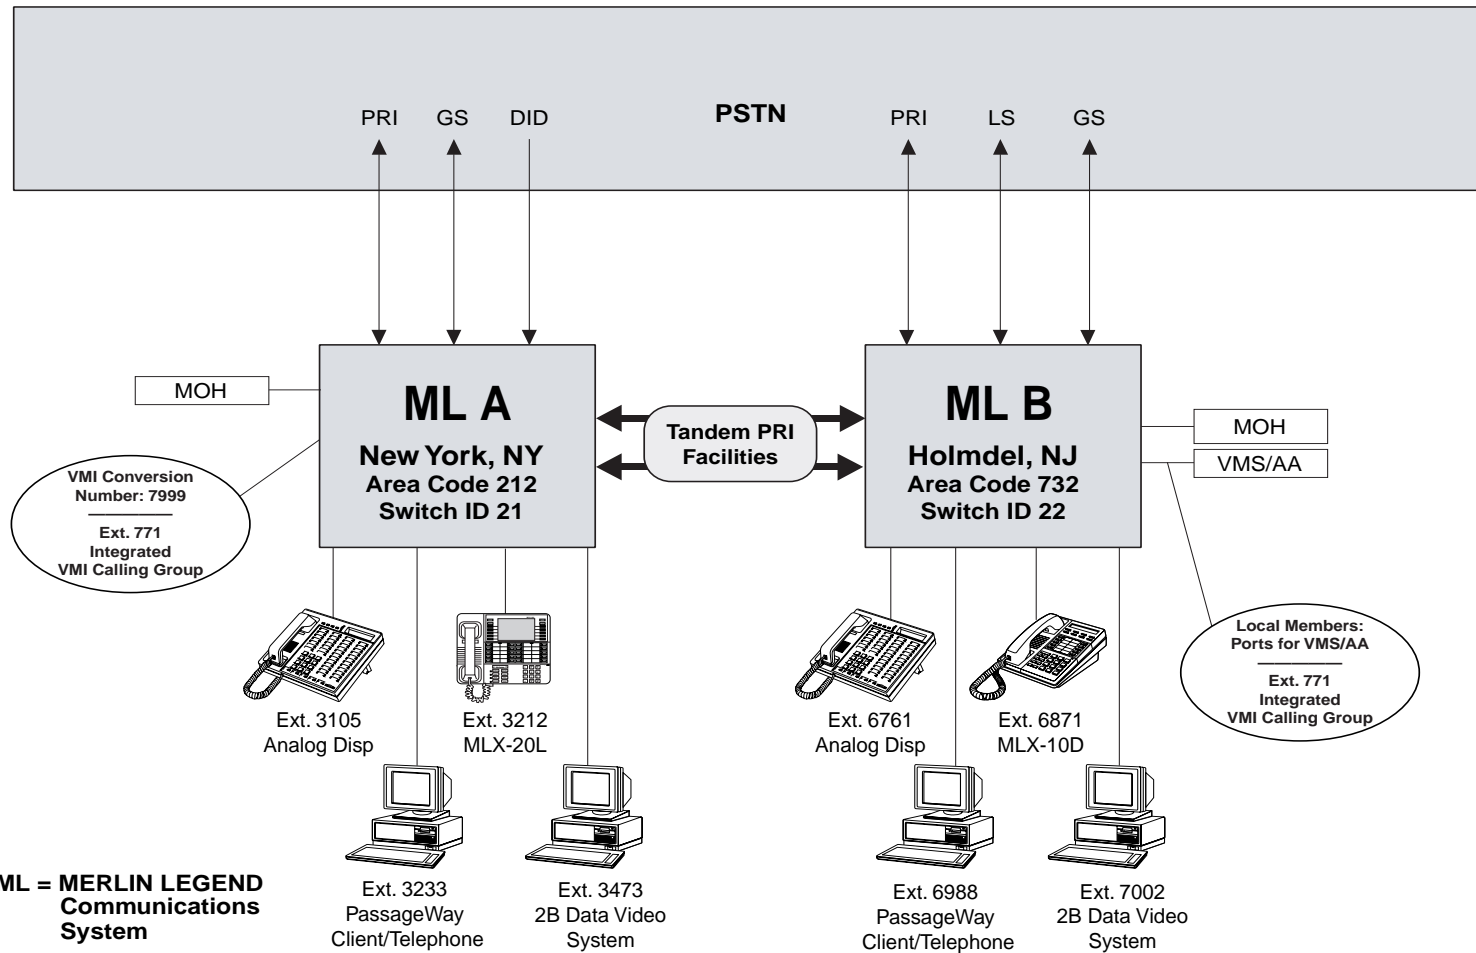 PSTN
PRI GS DID
PRI LS GS
MOH
ML A
New York, NY
Area Code 212
Switch ID 21
Tandem PRI
Facilities
ML B
Holmdel, NJ
Area Code 732
Switch ID 22
MOH
VMS/AA
VMI Conversion
Number: 7999
Ext. 771
Integrated
VMI Calling Group
Local Members:
Ports for VMS/AA
Ext. 771
Integrated
VMI Calling Group
Ext. 3105
Analog Disp
Ext. 3212
MLX-20L
Ext. 6761
Analog Disp
Ext. 6871
MLX-10D
Ext. 3233
PassageWay
Client/Telephone
Ext. 3473
2B Data Video
System
Ext. 6988
PassageWay
Client/Telephone
Ext. 7002
2B Data Video
System
ML = MERLIN LEGEND
Communications
System